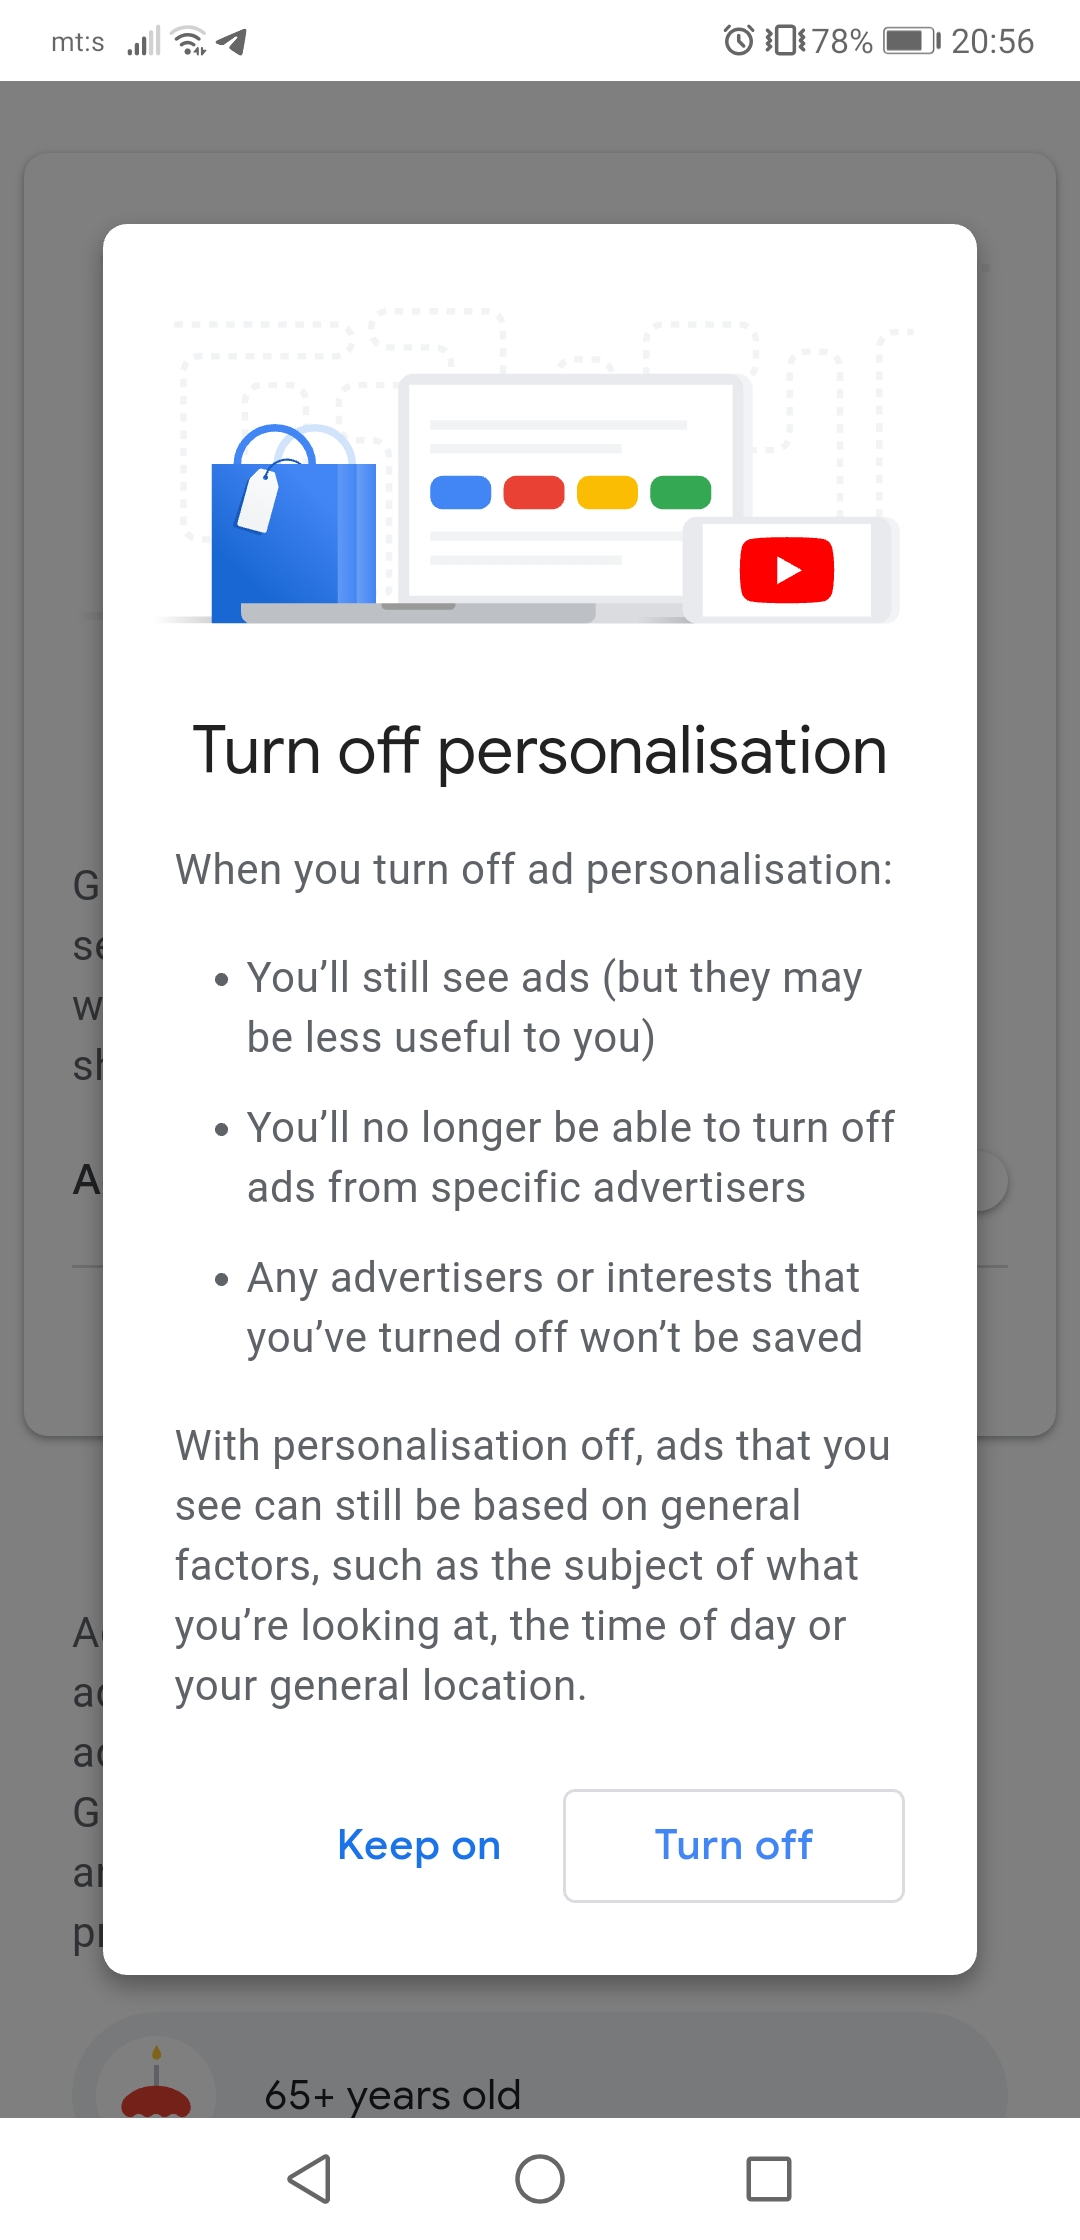 mt:s 78% 20:56
Turn off personalisation
When you turn off ad personalisation:
• You’ll still see ads (but they may
be less useful to you)
• You’ll no longer be able to turn off
ads from specific advertisers
• Any advertisers or interests that
you’ve turned off won’t be saved
With personalisation off, ads that you
see can still be based on general
factors, such as the subject of what
you’re looking at, the time of day or
your general location.
Keep on Turn off
65+ years old